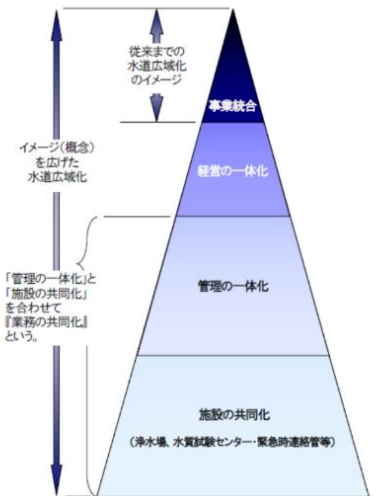 従来までの
水道広域化
のイメージ
事業統合
イメージ(概念)
を広げた
水道広域化
経営の一体化
「管理の一体化」と
「施設の共同化」
を合わせて
『業務の共同化』
という。
管理の一体化
施設の共同化
(浄水場、水質試験センター・緊急時連絡管等)